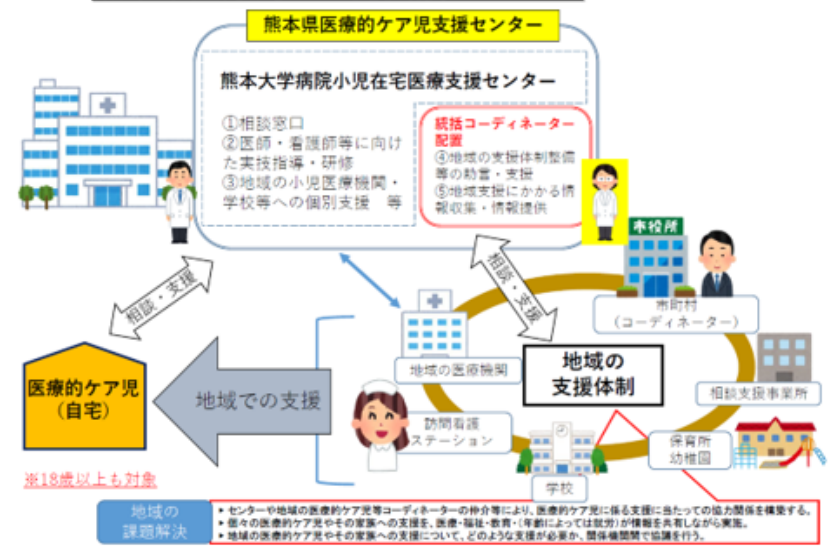 熊本県医療的ケア児支援センター
熊本大学病院小児在宅医療支援センター
①相談窓口
②医師・看護師等に向け
た実技指導・研修
③地域の小児医療機関・
学校等への個別支援 等
統括コーディネーター
配置
④地域の支援体制整備
等の助言・支援
⑤地域支援にかかる情
報収集・情報提供
市役所
相談・支援
相談・支援
市町村
(コーディネーター)
地域の医療機関
地域の
支援体制
相談支援事業所
医療的ケア児
(自宅)
地域での支援
訪問看護
ステーション
保育所
幼稚園
学校
※18歳以上も対象
地域の
課題解決
▸ センターや地域の医療的ケア児等コーディネーターの仲介等により、医療的ケア児に係る支援に当たっての協力関係を構築する。
▸ 個々の医療的ケア児やその家族への支援を、医療・福祉・教育・(年齢によっては就労)が情報を共有しながら実施。
▸ 地域の医療的ケア児やその家族への支援について、どのような支援が必要か、関係機関間で協議を行う。